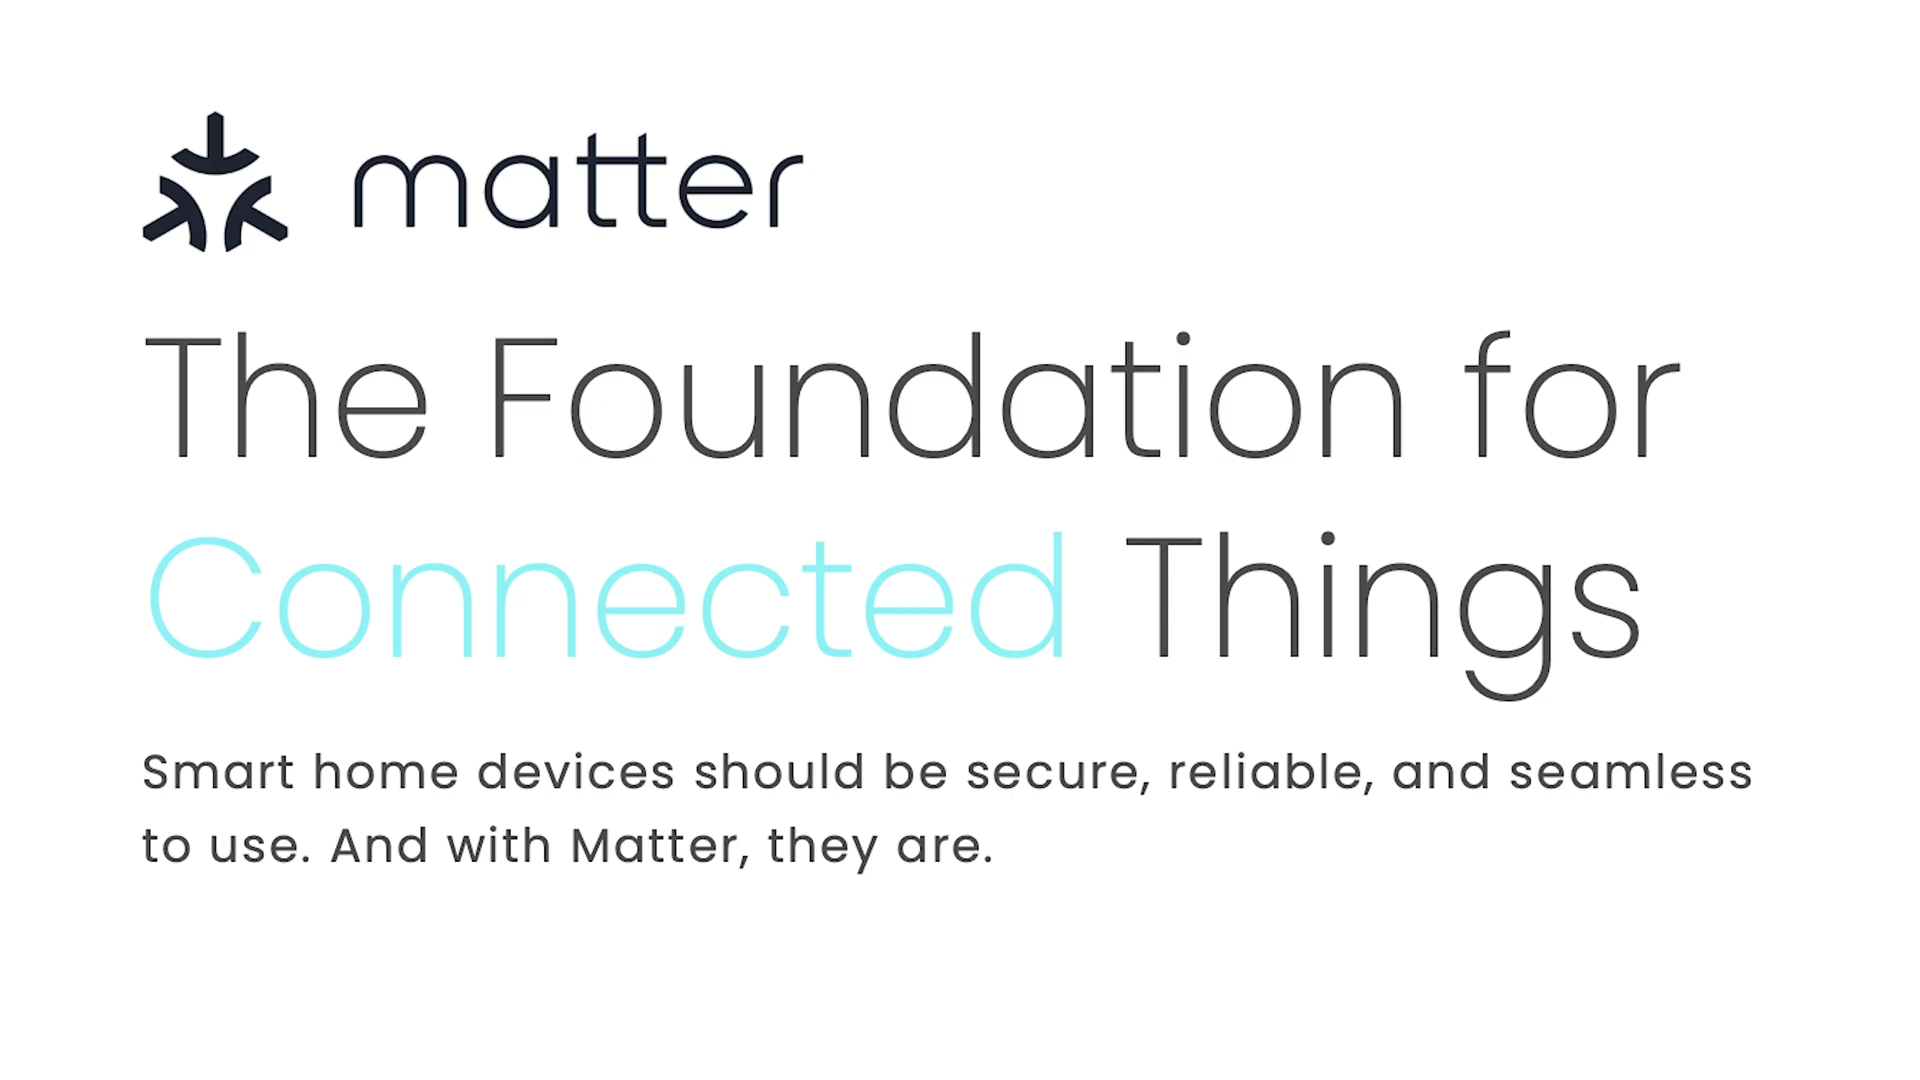 matter
The Foundation for
Connected Things
Smart home devices should be secure, reliable, and seamless
to use. And with Matter, they are.